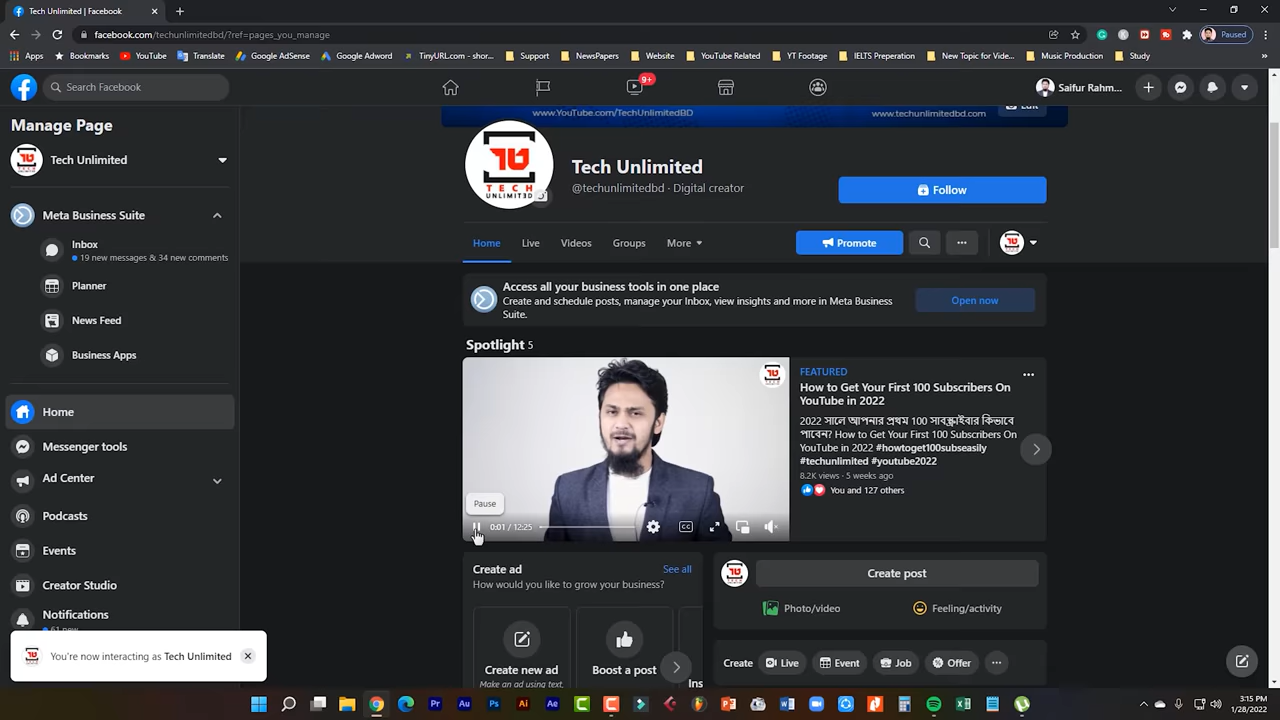 Tech Unlimited | Facebook
facebook.com/techunlimitedbd/?ref=pages_you_manage
Paused
Apps
Bookmarks
YouTube
Translate
Google AdSense
Google Adword
TinyURL.com - shor...
Support
NewsPapers
Website
YouTube Related
YT Footage
IELTS Preperation
New Topic for Vide...
Music Production
Study
Search Facebook
9+
Saifur Rahm...
Manage Page
Tech Unlimited
Meta Business Suite
Inbox
19 new messages & 34 new comments
Planner
News Feed
Business Apps
Home
Messenger tools
Ad Center
Podcasts
Events
Creator Studio
Notifications
61 new
You're now interacting as Tech Unlimited
www.YouTube.com/TechUnlimitedBD
www.techunlimitedbd.com
Edit
TECH
UNLIMITED
Tech Unlimited
@techunlimitedbd · Digital creator
Follow
Home
Live
Videos
Groups
More
Promote
Access all your business tools in one place
Create and schedule posts, manage your Inbox, view insights and more in Meta Business
Suite.
Open now
Spotlight 5
Pause
0:01 / 12:25
CC
FEATURED
How to Get Your First 100 Subscribers On
YouTube in 2022
2022 সালে আপনার প্রথম 100 সাবস্ক্রাইবার কিভাবে
পাবেন? How to Get Your First 100 Subscribers On
YouTube in 2022 #howtoget100subseasily
#techunlimited #youtube2022
8.2K views · 5 weeks ago
You and 127 others
Create ad
See all
How would you like to grow your business?
Create new ad
Make an ad using text,
Boost a post
Ins
Create post
Photo/video
Feeling/activity
Create
Live
Event
Job
Offer
3:15 PM
1/28/2022